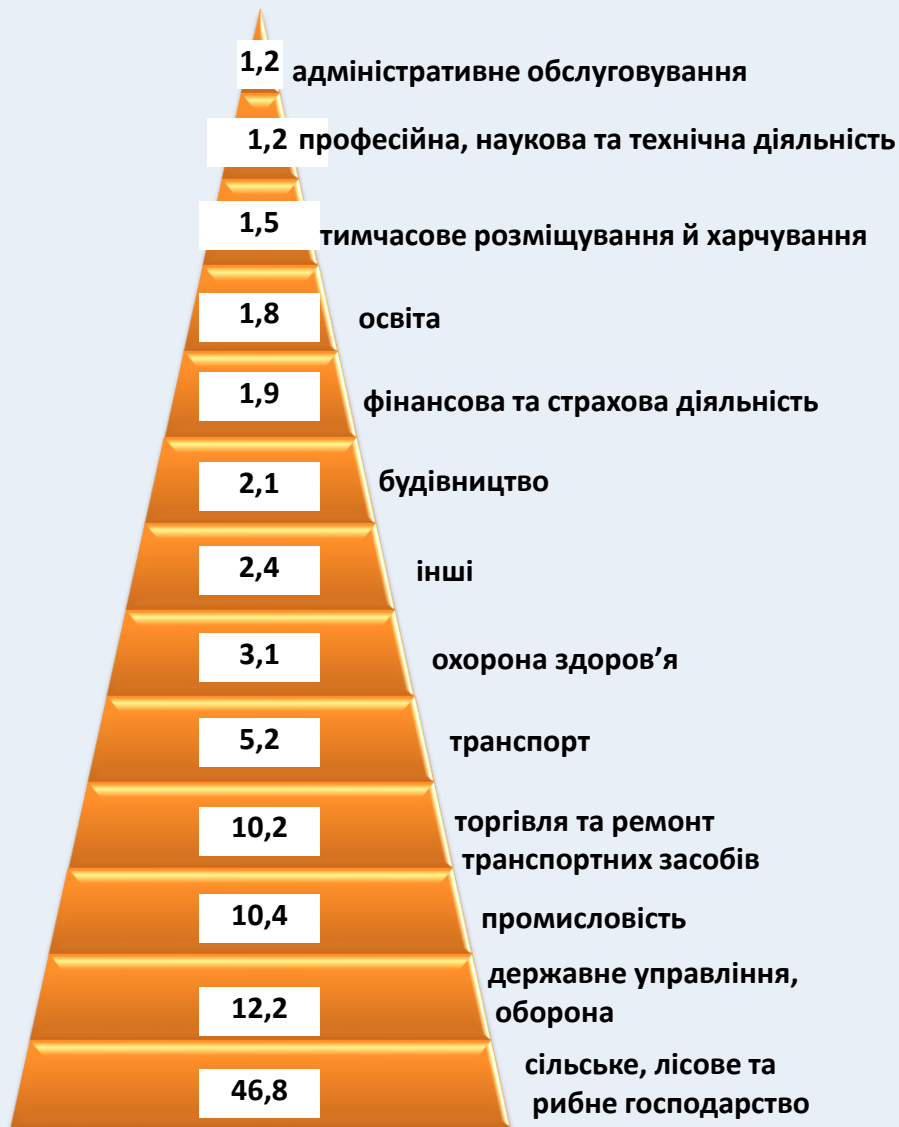 1,2 адміністративне обслуговування
1,2 професійна, наукова та технічна діяльність
1,5 тимчасове розміщування й харчування
1,8 освіта
1,9 фінансова та страхова діяльність
2,1 будівництво
2,4 інші
3,1 охорона здоров’я
5,2 транспорт
10,2 торгівля та ремонт
транспортних засобів
10,4 промисловість
12,2 державне управління,
оборона
46,8 сільське, лісове та
рибне господарство